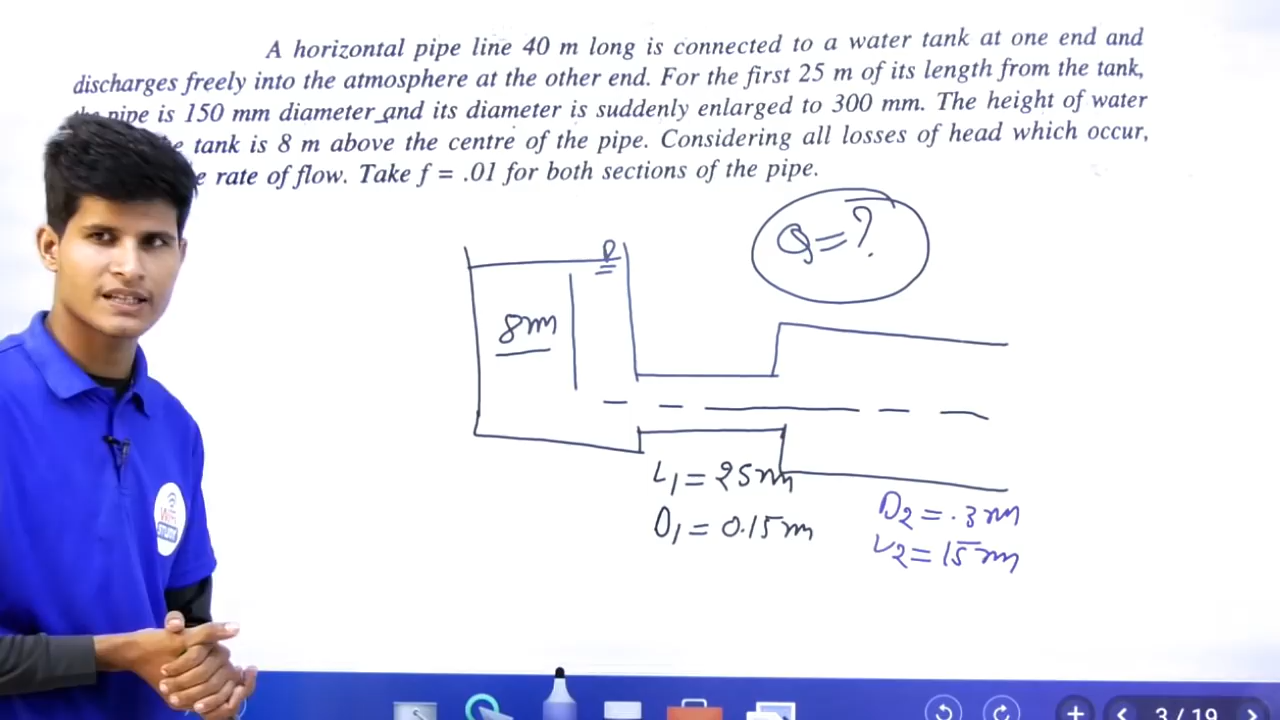 A horizontal pipe line 40 m long is connected to a water tank at one end and
discharges freely into the atmosphere at the other end. For the first 25 m of its length from the tank,
pipe is 150 mm diameter and its diameter is suddenly enlarged to 300 mm. The height of water
tank is 8 m above the centre of the pipe. Considering all losses of head which occur,
rate of flow. Take f = .01 for both sections of the pipe.
Q = ?
8m
L1 = 25m
D1 = 0.15m
D2 = .3m
L2 = 15m
3 / 19